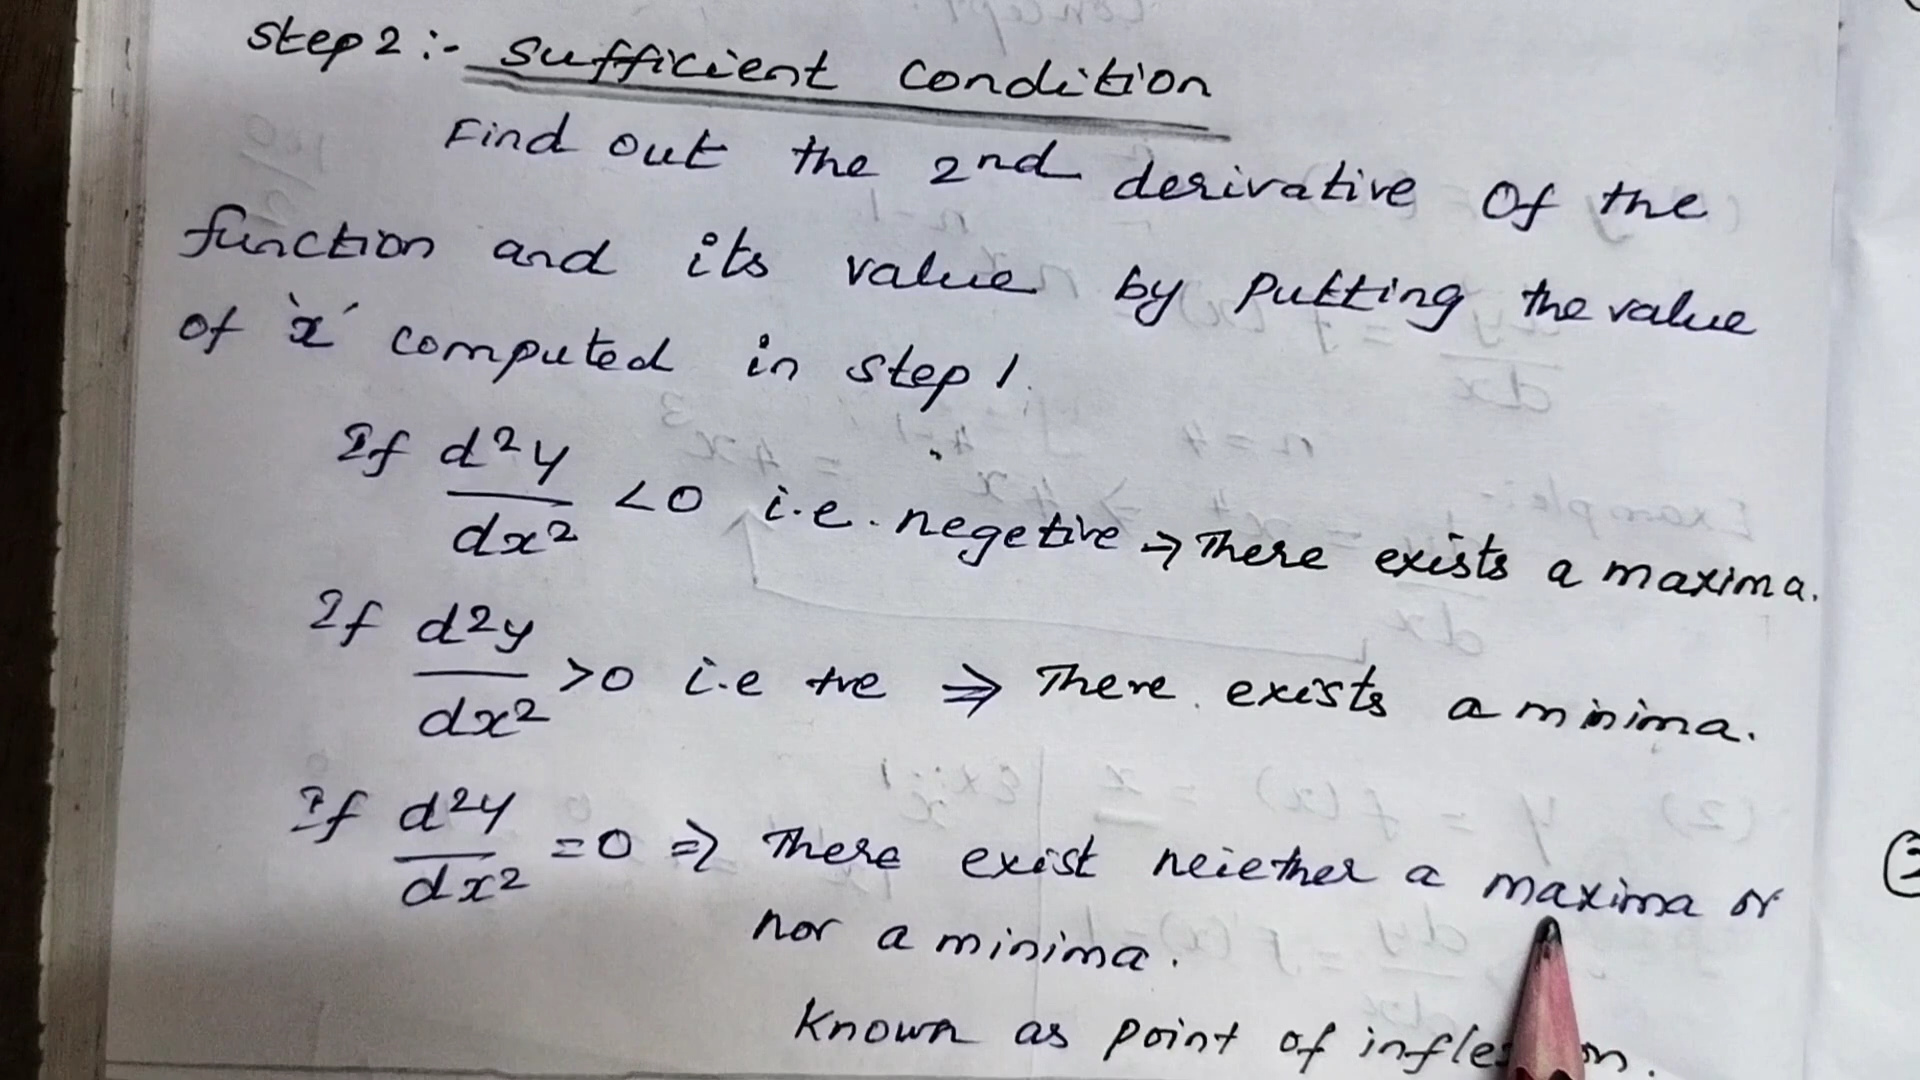 Step 2 :- Sufficient Condition
Find out the 2nd derivative of the
function and its value by putting the value
of 'x' computed in step 1.
If d²y/dx² <0 i.e. negetive → There exists a maxima.
If d²y/dx² >0 i.e +ve ⇒ There exists a minima.
If d²y/dx² =0 ⇒ There exist neiether a maxima or
nor a minima.
Known as point of